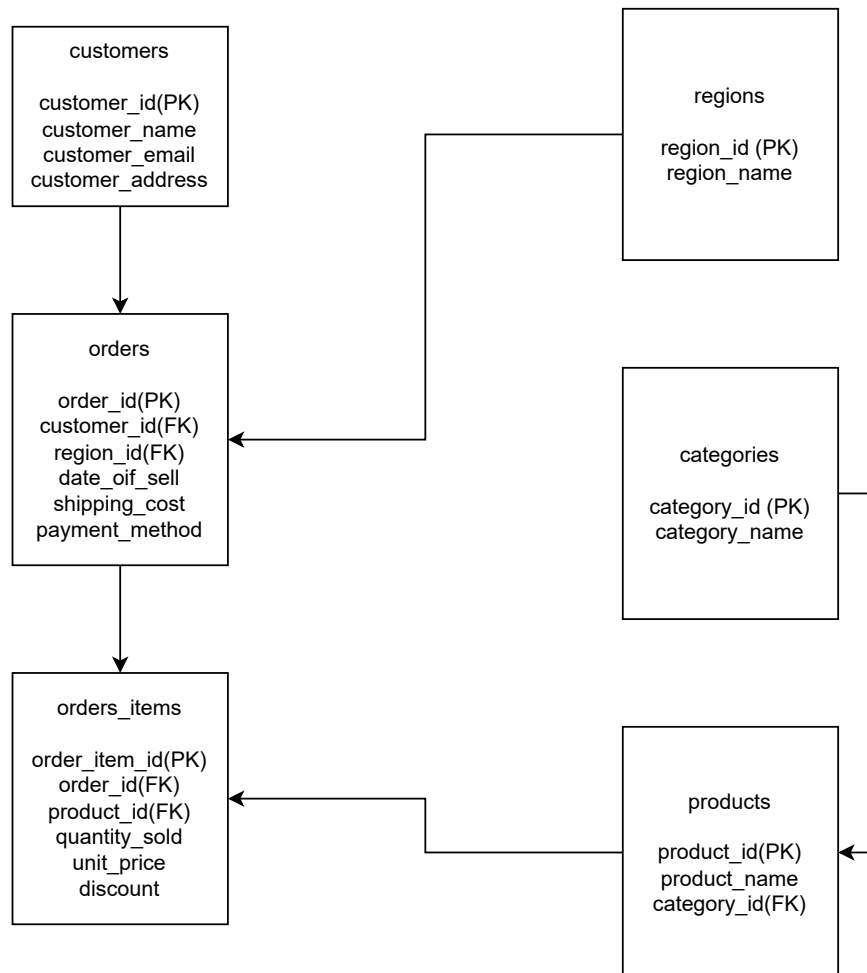 customers
customer_id(PK)
customer_name
customer_email
customer_address
regions
region_id (PK)
region_name
orders
order_id(PK)
customer_id(FK)
region_id(FK)
date_oif_sell
shipping_cost
payment_method
categories
category_id (PK)
category_name
orders_items
order_item_id(PK)
order_id(FK)
product_id(FK)
quantity_sold
unit_price
discount
products
product_id(PK)
product_name
category_id(FK)